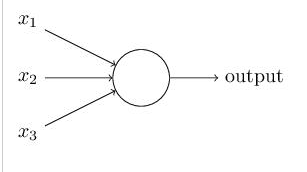 x₁
x₂ output
x₃